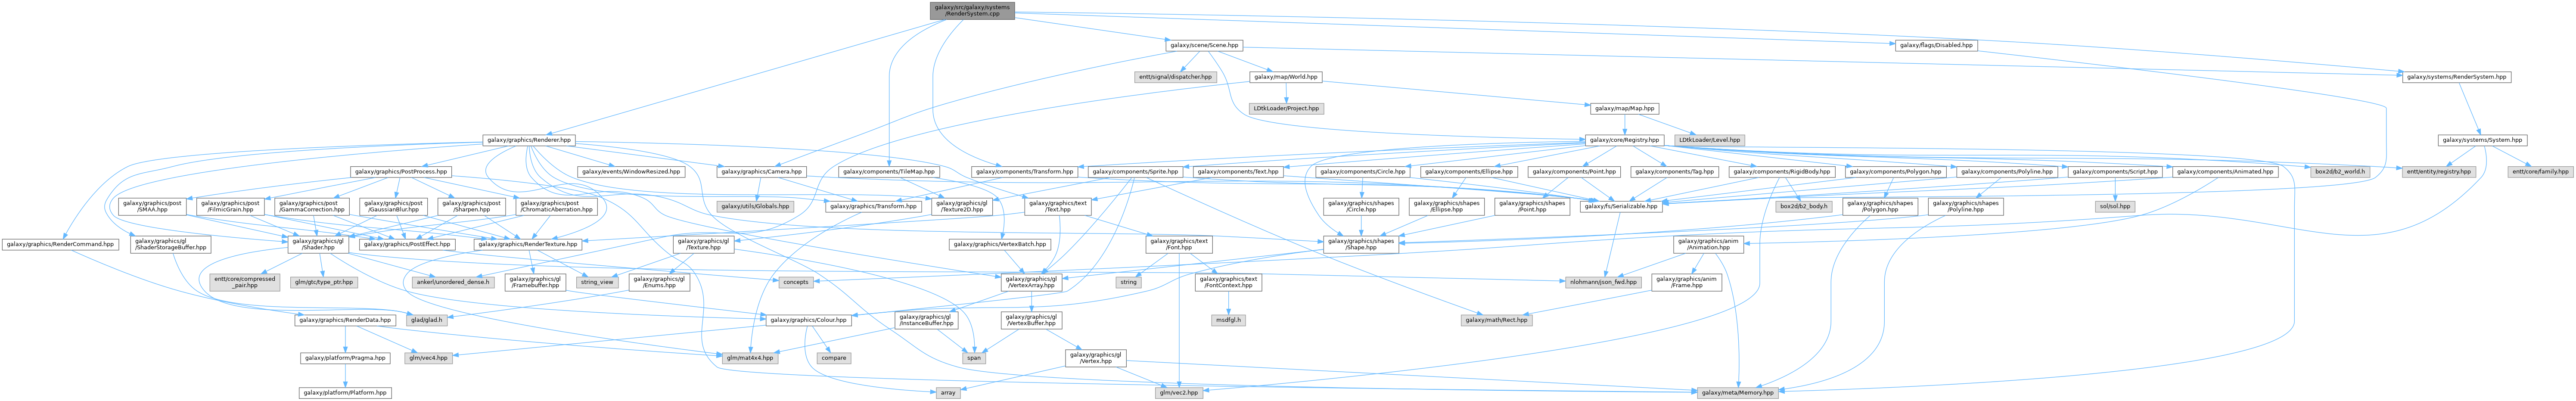 galaxy/src/galaxy/systems
/RenderSystem.cpp
galaxy/scene/Scene.hpp
galaxy/flags/Disabled.hpp
entt/signal/dispatcher.hpp
galaxy/map/World.hpp
galaxy/systems/RenderSystem.hpp
LDtkLoader/Project.hpp
galaxy/map/Map.hpp
galaxy/graphics/Renderer.hpp
galaxy/core/Registry.hpp
LDtkLoader/Level.hpp
galaxy/systems/System.hpp
galaxy/graphics/PostProcess.hpp
galaxy/events/WindowResized.hpp
galaxy/graphics/Camera.hpp
galaxy/components/TileMap.hpp
galaxy/components/Transform.hpp
galaxy/components/Sprite.hpp
galaxy/components/Text.hpp
galaxy/components/Circle.hpp
galaxy/components/Ellipse.hpp
galaxy/components/Point.hpp
galaxy/components/Tag.hpp
galaxy/components/RigidBody.hpp
galaxy/components/Polygon.hpp
galaxy/components/Polyline.hpp
galaxy/components/Script.hpp
galaxy/components/Animated.hpp
box2d/b2_world.h
entt/entity/registry.hpp
entt/core/family.hpp
galaxy/graphics/post
/SMAA.hpp
galaxy/graphics/post
/FilmicGrain.hpp
galaxy/graphics/post
/GammaCorrection.hpp
galaxy/graphics/post
/GaussianBlur.hpp
galaxy/graphics/post
/Sharpen.hpp
galaxy/graphics/post
/ChromaticAberration.hpp
galaxy/utils/Globals.hpp
galaxy/graphics/Transform.hpp
galaxy/graphics/gl
/Texture2D.hpp
galaxy/graphics/text
/Text.hpp
galaxy/graphics/shapes
/Circle.hpp
galaxy/graphics/shapes
/Ellipse.hpp
galaxy/graphics/shapes
/Point.hpp
galaxy/fs/Serializable.hpp
box2d/b2_body.h
galaxy/graphics/shapes
/Polygon.hpp
galaxy/graphics/shapes
/Polyline.hpp
sol/sol.hpp
galaxy/graphics/RenderCommand.hpp
galaxy/graphics/gl
/ShaderStorageBuffer.hpp
galaxy/graphics/gl
/Shader.hpp
galaxy/graphics/PostEffect.hpp
galaxy/graphics/RenderTexture.hpp
galaxy/graphics/gl
/Texture.hpp
galaxy/graphics/VertexBatch.hpp
galaxy/graphics/text
/Font.hpp
galaxy/graphics/shapes
/Shape.hpp
galaxy/graphics/anim
/Animation.hpp
entt/core/compressed
_pair.hpp
glm/gtc/type_ptr.hpp
ankerl/unordered_dense.h
galaxy/graphics/gl
/Framebuffer.hpp
string_view
galaxy/graphics/gl
/Enums.hpp
concepts
galaxy/graphics/gl
/VertexArray.hpp
string
galaxy/graphics/text
/FontContext.hpp
nlohmann/json_fwd.hpp
galaxy/graphics/anim
/Frame.hpp
galaxy/graphics/RenderData.hpp
glad/glad.h
galaxy/graphics/Colour.hpp
galaxy/graphics/gl
/InstanceBuffer.hpp
galaxy/graphics/gl
/VertexBuffer.hpp
msdfgl.h
galaxy/math/Rect.hpp
galaxy/platform/Pragma.hpp
glm/vec4.hpp
glm/mat4x4.hpp
compare
span
galaxy/graphics/gl
/Vertex.hpp
galaxy/platform/Platform.hpp
array
glm/vec2.hpp
galaxy/meta/Memory.hpp